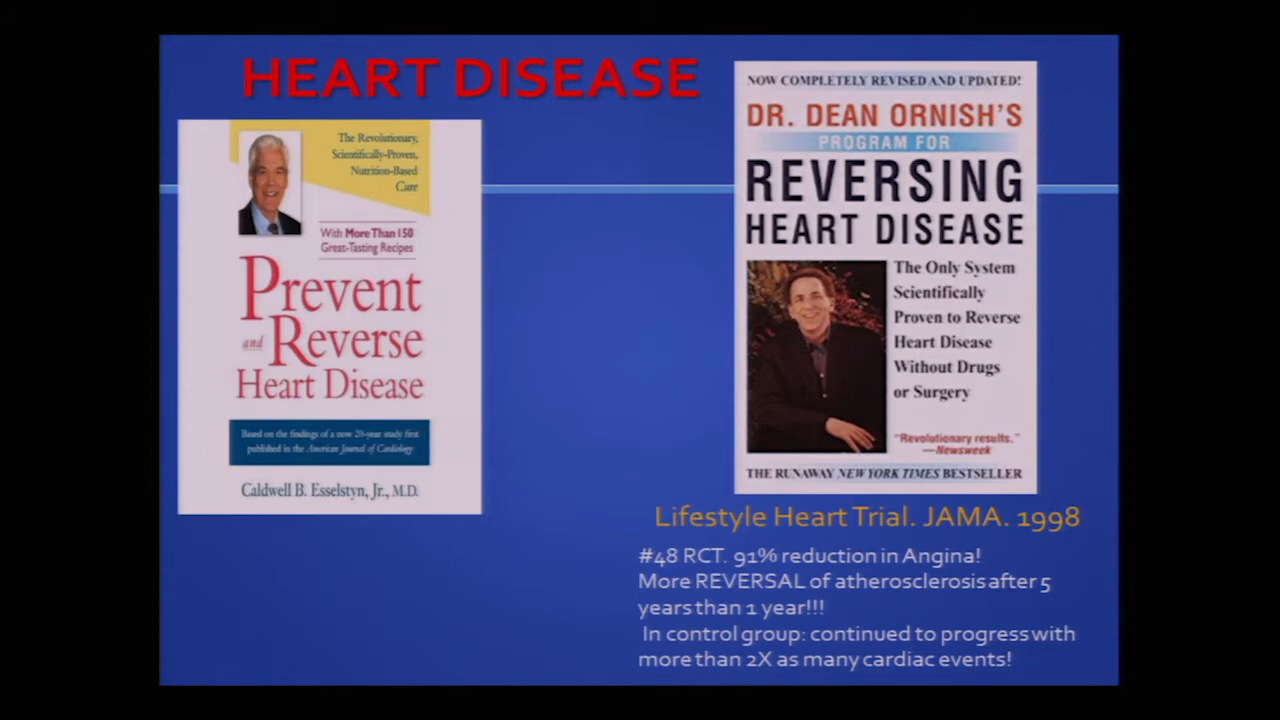 HEART DISEASE
The Revolutionary,
Scientifically-Proven,
Nutrition-Based
Cure
With More Than 150
Great-Tasting Recipes
Prevent
and Reverse
Heart Disease
Based on the findings of a now 20-year study first
published in the American Journal of Cardiology
Caldwell B. Esselstyn, Jr., M.D.
NOW COMPLETELY REVISED AND UPDATED!
DR. DEAN ORNISH'S
PROGRAM FOR
REVERSING
HEART DISEASE
The Only System
Scientifically
Proven to Reverse
Heart Disease
Without Drugs
or Surgery
"Revolutionary results."
—Newsweek
THE RUNAWAY NEW YORK TIMES BESTSELLER
Lifestyle Heart Trial. JAMA. 1998
#48 RCT. 91% reduction in Angina!
More REVERSAL of atherosclerosis after 5
years than 1 year!!!
In control group: continued to progress with
more than 2X as many cardiac events!